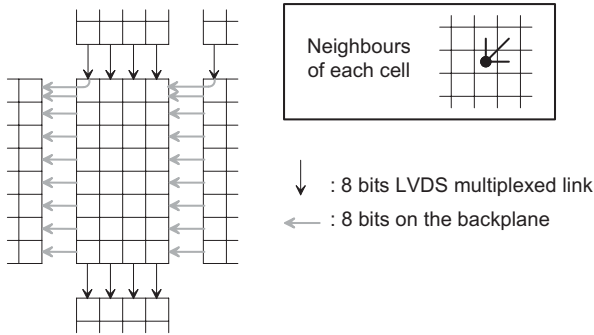 Neighbours
of each cell
: 8 bits LVDS multiplexed link
: 8 bits on the backplane